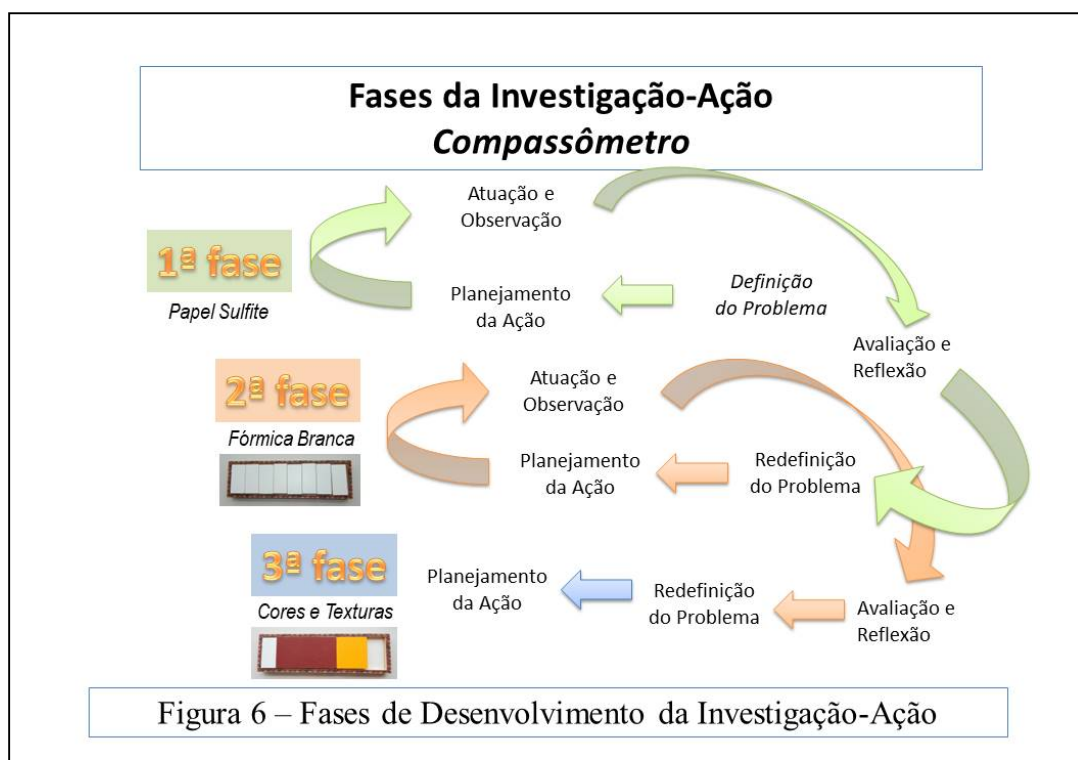 Fases da Investigação-Ação
Compassômetro
1ª fase
Papel Sulfite
Atuação e
Observação
Planejamento
da Ação
Definição
do Problema
Avaliação e
Reflexão
2ª fase
Fórmica Branca
Atuação e
Observação
Planejamento
da Ação
Redefinição
do Problema
3ª fase
Cores e Texturas
Planejamento
da Ação
Redefinição
do Problema
Avaliação e
Reflexão
Figura 6 – Fases de Desenvolvimento da Investigação-Ação